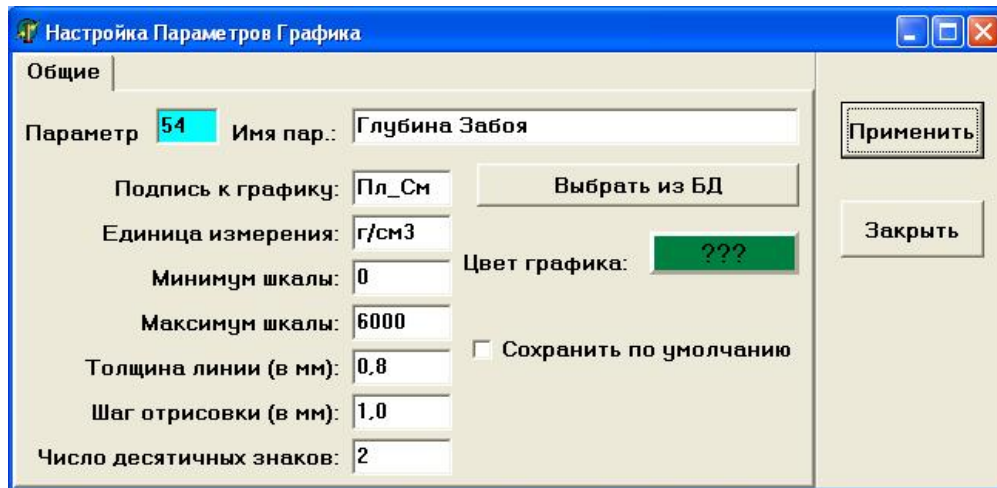 Настройка Параметров Графика
Общие
Параметр 54 Имя пар.: Глубина Забоя
Применить
Подпись к графику: Пл_См Выбрать из БД
Единица измерения: г/см3
Закрыть
Цвет графика: ???
Минимум шкалы: 0
Максимум шкалы: 6000
Сохранить по умолчанию
Толщина линии (в мм): 0,8
Шаг отрисовки (в мм): 1,0
Число десятичных знаков: 2